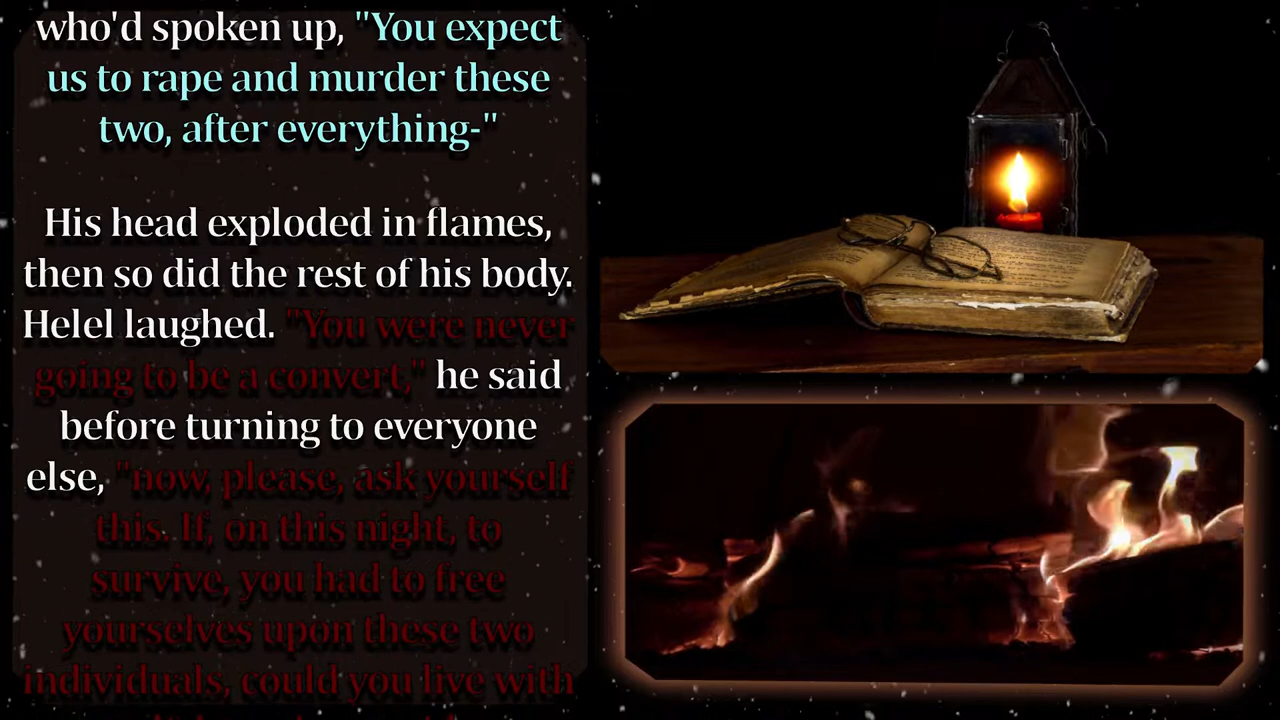 who'd spoken up, "You expect
us to rape and murder these
two, after everything-"
His head exploded in flames,
then so did the rest of his body.
Helel laughed. "You were never
going to be a convert," he said
before turning to everyone
else, "now, please, ask yourself
this. If, on this night, to
survive, you had to free
yourselves upon these two
individuals, could you live with